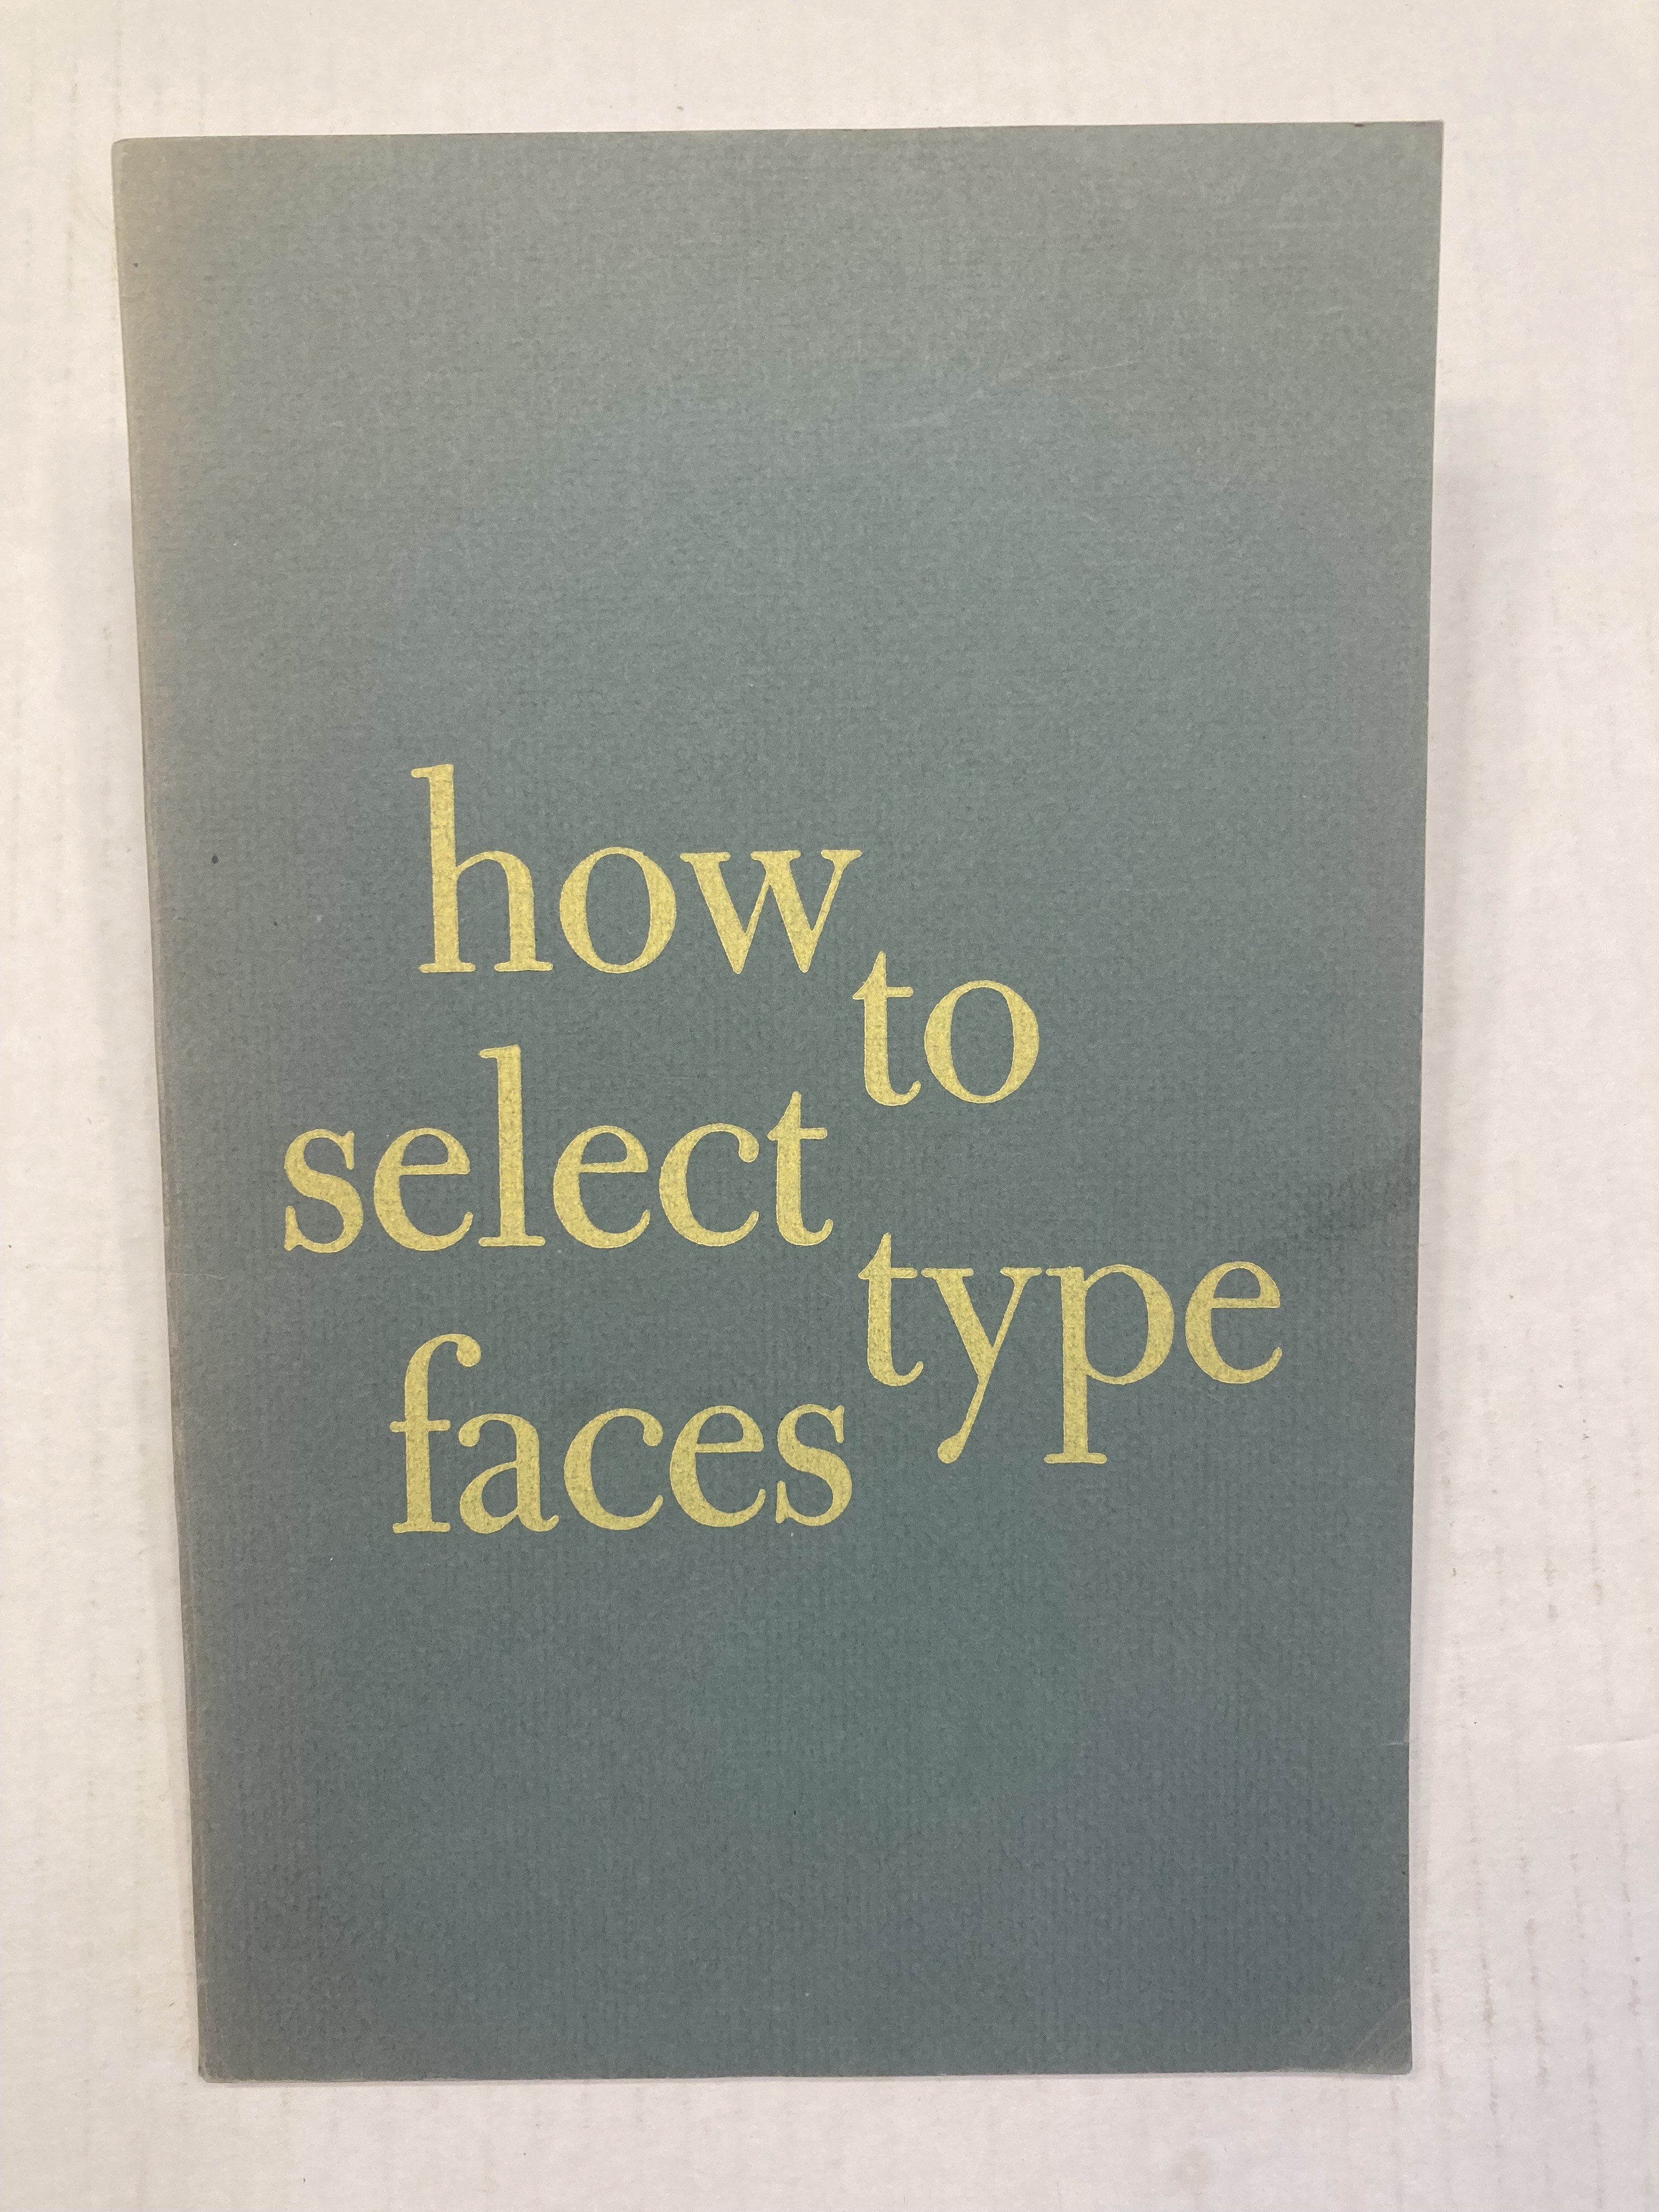 how
to
select
type
faces